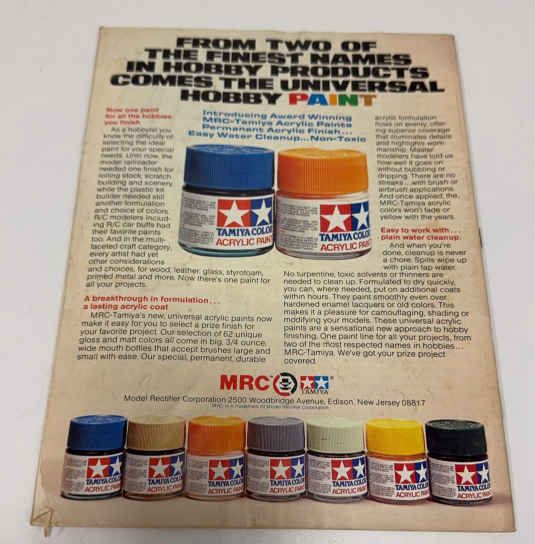 FROM TWO OF
THE FINEST NAMES
IN HOBBY PRODUCTS
COMES THE UNIVERSAL
HOBBY PAINT
Now one paint
for all the hobbies
you finish
As a hobbyist you
know the difficulty of
selecting the ideal
paint for your special
needs. Until now, the
model railroader
needed one finish for
rolling stock, scratch
building and scenery,
while the plastic kit
builder needed still
another formulation
and choice of colors.
R/C modelers includ-
ing R/C car buffs had
their favorite paints
too. And in the multi-
faceted craft category,
every artist had yet
other considerations
and choices, for wood, leather, glass, styrofoam,
primed metal and more. Now there's one paint for
all your projects.
A breakthrough in formulation...
a lasting acrylic coat
MRC-Tamiya's new, universal acrylic paints now
make it easy for you to select a prize finish for
your favorite project. Our selection of 62 unique
gloss and matt colors all come in big, 3/4 ounce,
wide mouth bottles that accept brushes large and
small with ease. Our special, permanent, durable
Introducing Award Winning
MRC-Tamiya Acrylic Paints
Permanent Acrylic Finish...
Easy Water Cleanup...Non-Toxic
TAMIYA COLOR
ACRYLIC PAINT
TAMIYA COLOR
ACRYLIC PAINT
acrylic formulation
flows on evenly, offer-
ing superior coverage
that illuminates details
and highlights work-
manship. Master
modelers have told us
how well it goes on
without bubbling or
dripping. There are no
streaks... with brush or
airbrush applications.
And once applied, the
MRC-Tamiya acrylic
colors won't fade or
yellow with the years.
Easy to work with...
plain water cleanup.
And when you're
done, cleanup is never
a chore. Spills wipe up
with plain tap water.
No turpentine, toxic solvents or thinners are
needed to clean up. Formulated to dry quickly,
you can, where needed, put on additional coats
within hours. They paint smoothly even over
hardened enamel lacquers or old colors. This
makes it a pleasure for camouflaging, shading or
modifying your models. These universal acrylic
paints are a sensational new approach to hobby
finishing. One paint line for all your projects, from
two of the most respected names in hobbies...
MRC-Tamiya. We've got your prize project
covered.
MRC TAMIYA
Model Rectifier Corporation 2500 Woodbridge Avenue, Edison, New Jersey 08817
MRC is a trademark of Model Rectifier Corporation
TAMIYA COLOR
ACRYLIC PAINT
TAMIYA COLOR
ACRYLIC PAINT
TAMIYA COLOR
ACRYLIC PAINT
TAMIYA COLOR
ACRYLIC PAINT
TAMIYA COLOR
ACRYLIC PAINT
TAMIYA COLOR
ACRYLIC PAINT
TAMIYA COLOR
ACRYLIC PAINT